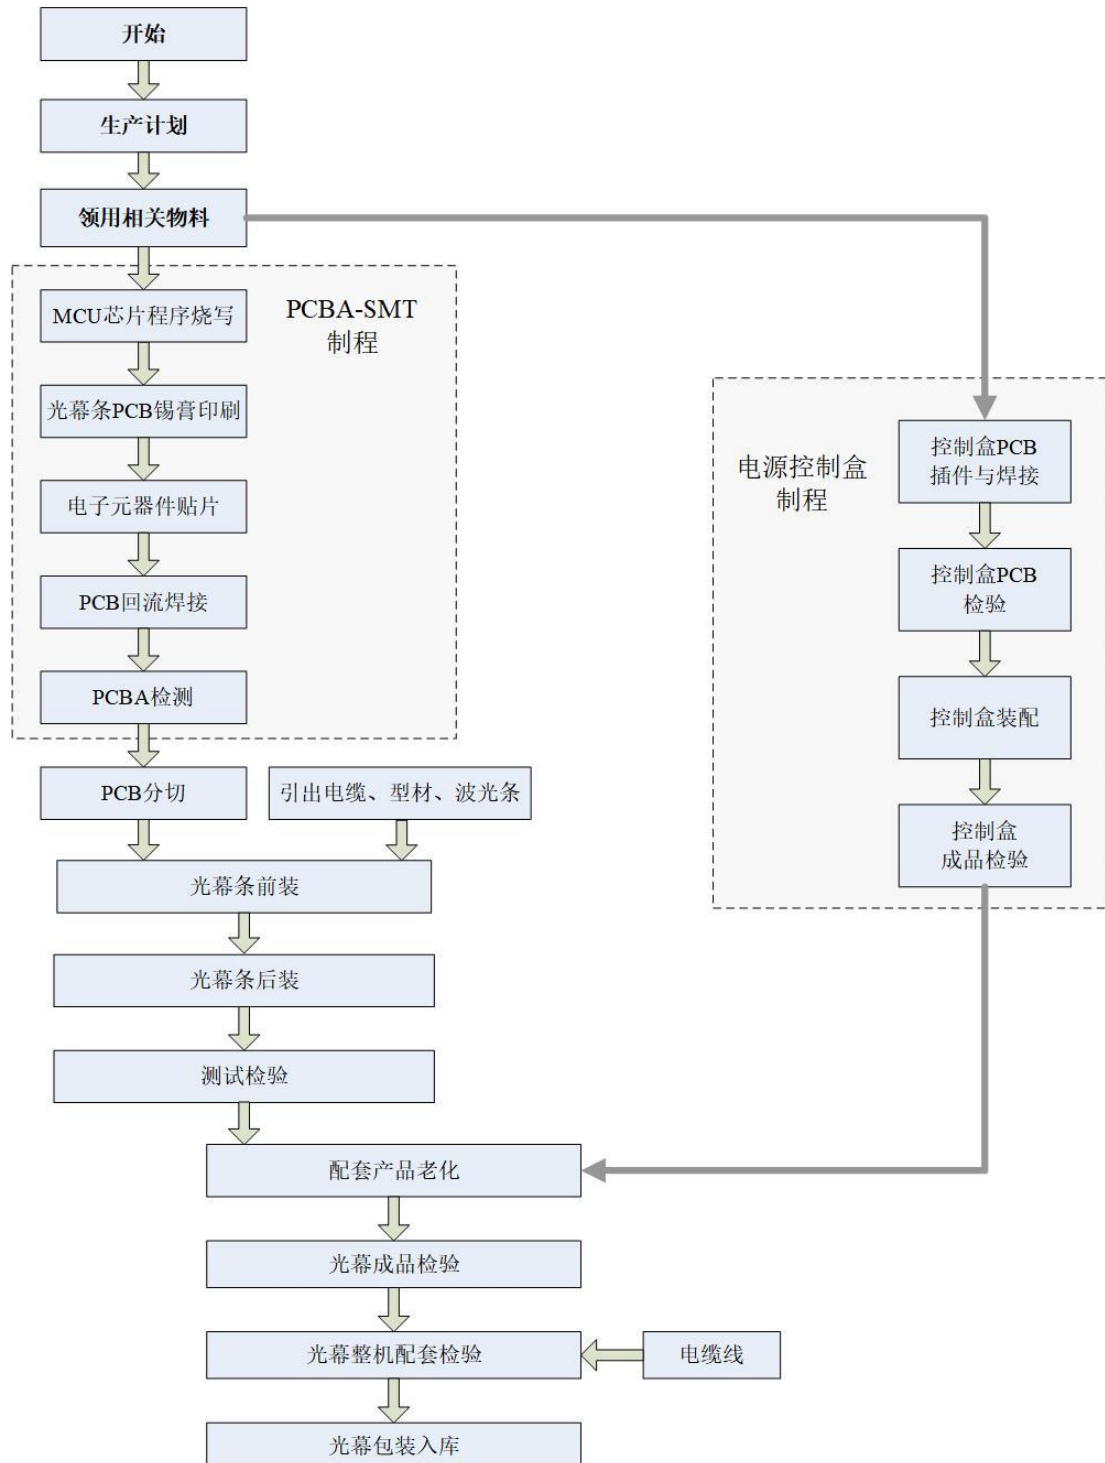 开始
生产计划
领用相关物料
PCBA-SMT
制程
MCU芯片程序烧写
光幕条PCB锡膏印刷
电子元器件贴片
PCB回流焊接
PCBA检测
电源控制盒
制程
控制盒PCB
插件与焊接
控制盒PCB
检验
控制盒装配
控制盒
成品检验
PCB分切
引出电缆、型材、波光条
光幕条前装
光幕条后装
测试检验
配套产品老化
光幕成品检验
光幕整机配套检验
电缆线
光幕包装入库